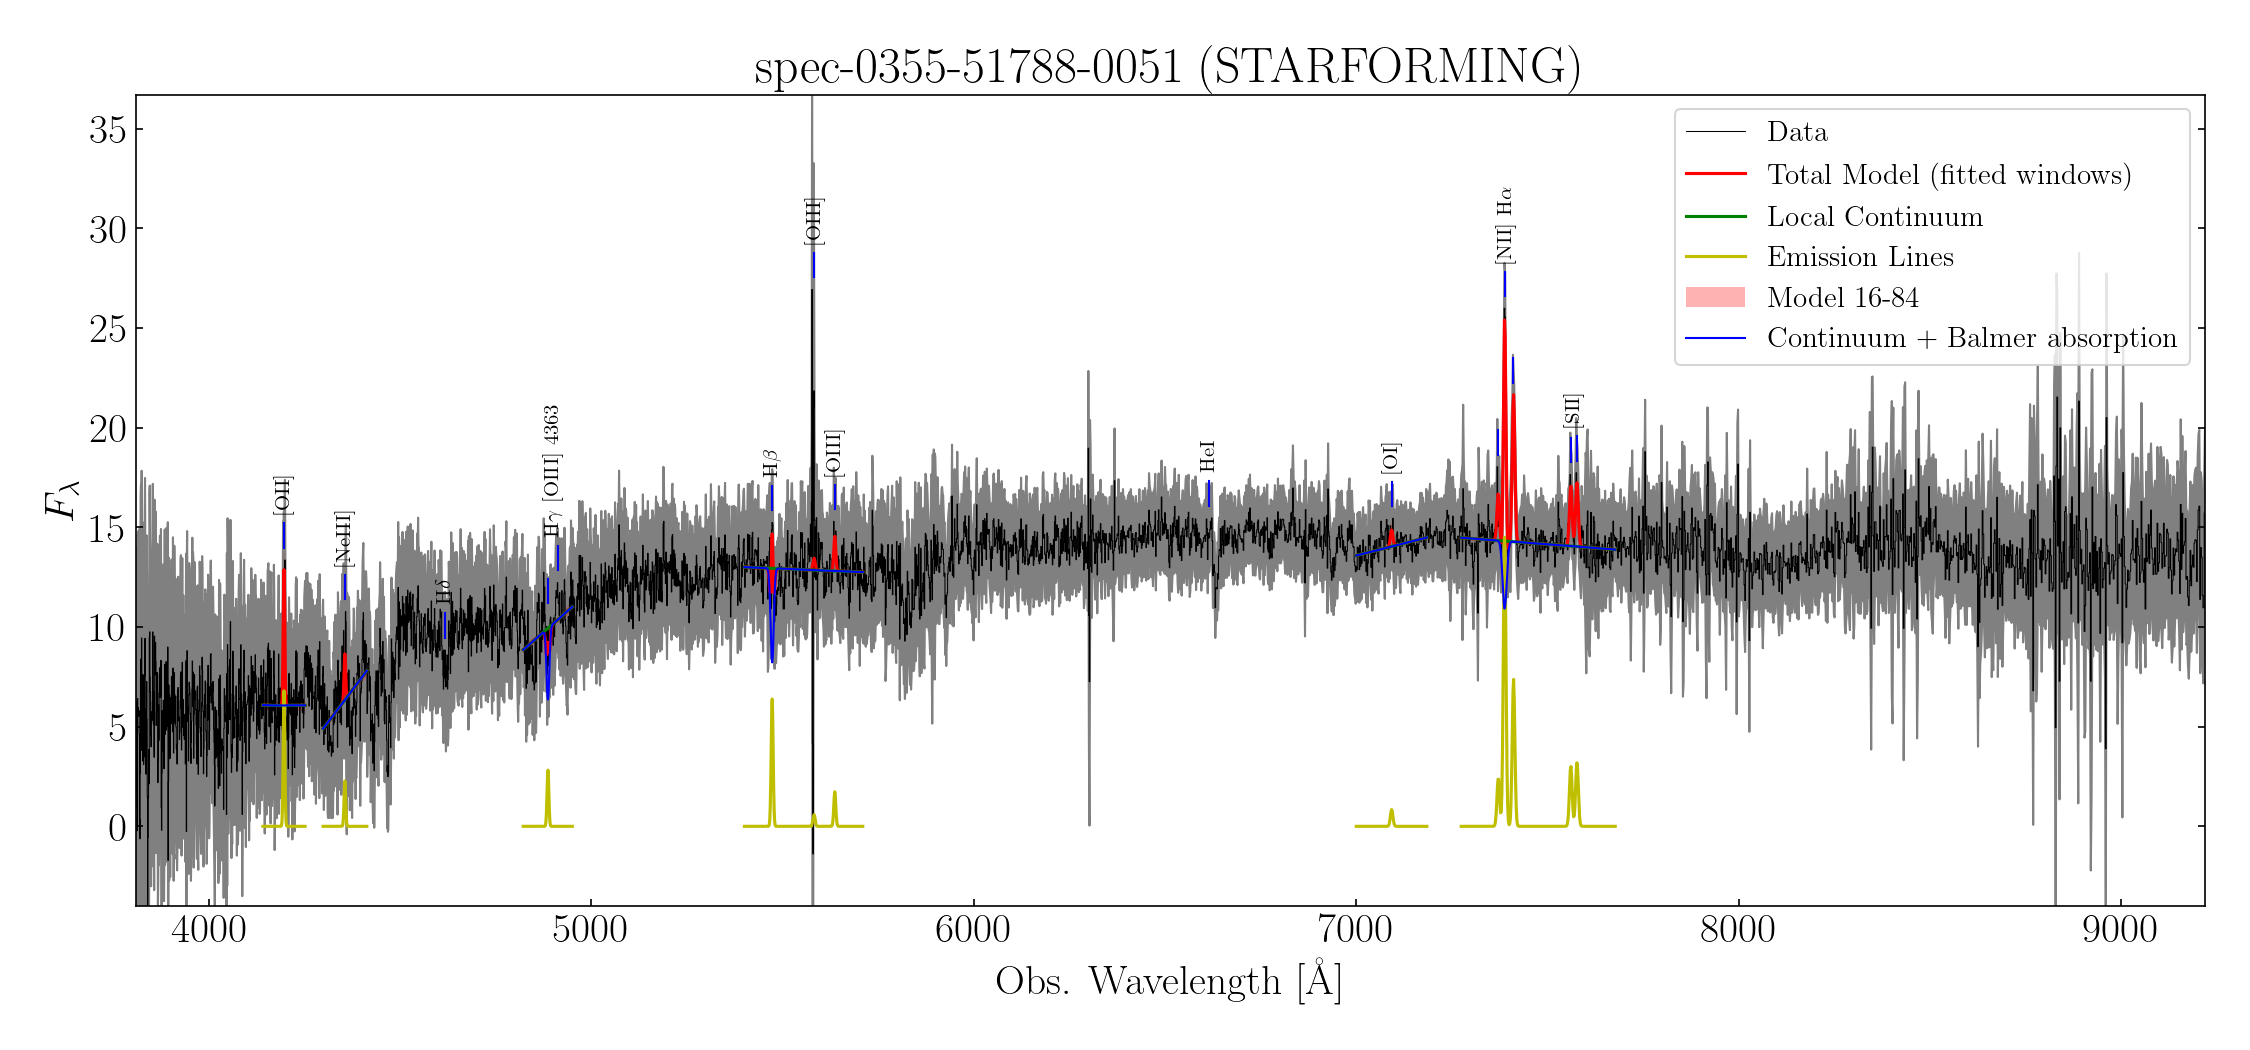 spec-0355-51788-0051 (STARFORMING)
Data
Total Model (fitted windows)
Local Continuum
Emission Lines
Model 16-84
Continuum + Balmer absorption
[OII]
[NeIII]
Hδ
Hγ [OIII] 4363
Hβ
[OIII]
[OIII]
HeI
[OI]
[NII] Hα
[SII]
35
30
25
20
15
10
5
0
Fλ
4000 5000 6000 7000 8000 9000
Obs. Wavelength [Å]